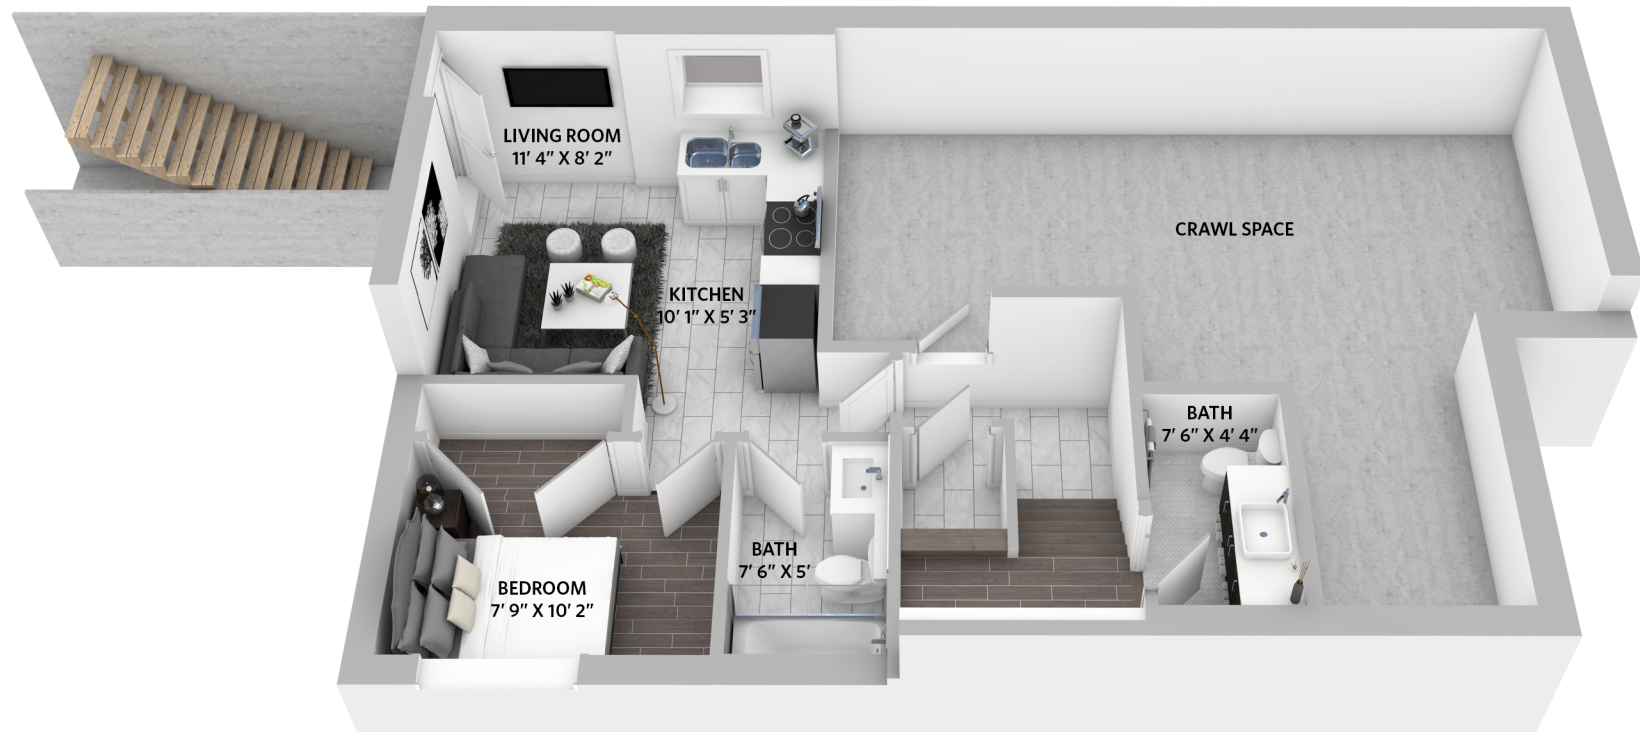 LIVING ROOM
11' 4" X 8' 2"
KITCHEN
10' 1" X 5' 3"
CRAWL SPACE
BATH
7' 6" X 4' 4"
BATH
7' 6" X 5'
BEDROOM
7' 9" X 10' 2"